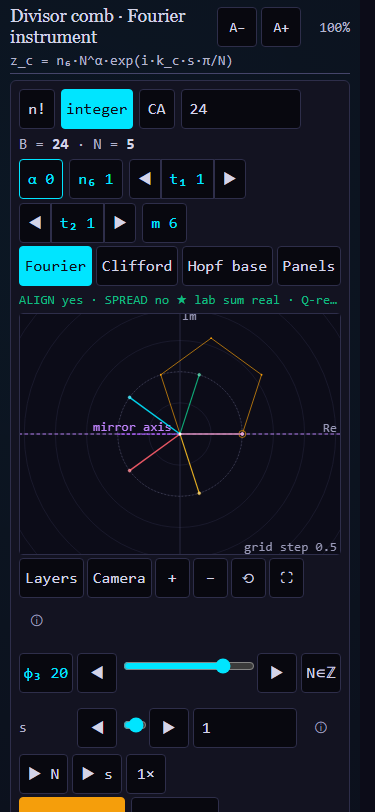 Divisor comb · Fourier
instrument
A− A+ 100%
z_c = n₆·N^α·exp(i·k_c·s·π/N)
n! integer CA 24
B = 24 · N = 5
α 0 n₆ 1 ◀ t₁ 1 ▶
◀ t₂ 1 ▶ m 6
Fourier Clifford Hopf base Panels
ALIGN yes · SPREAD no ★ lab sum real · Q-re…
Im
mirror axis Re
grid step 0.5
Layers Camera + − ⟲ ⛶
ⓘ
ϕ₃ 20 ◀ ▶ N∈ℤ
s ◀ ▶ 1 ⓘ
▶ N ▶ s 1×